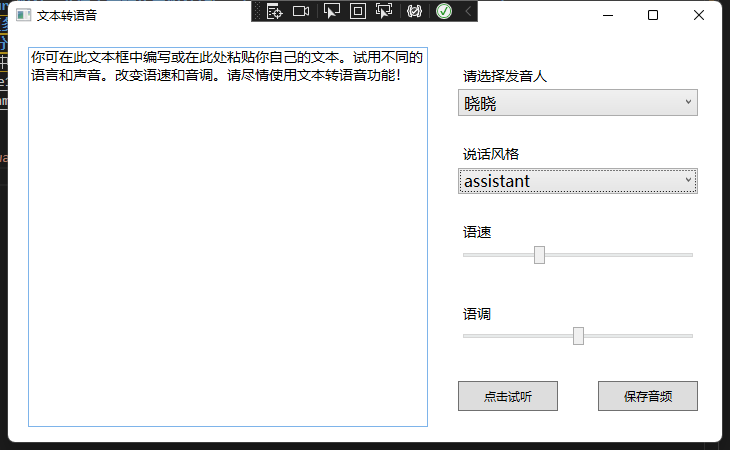 文本转语音
你可在此文本框中编写或在此处粘贴你自己的文本。试用不同的
语言和声音。改变语速和音调。请尽情使用文本转语音功能！
请选择发音人
晓晓
说话风格
assistant
语速
语调
点击试听
保存音频